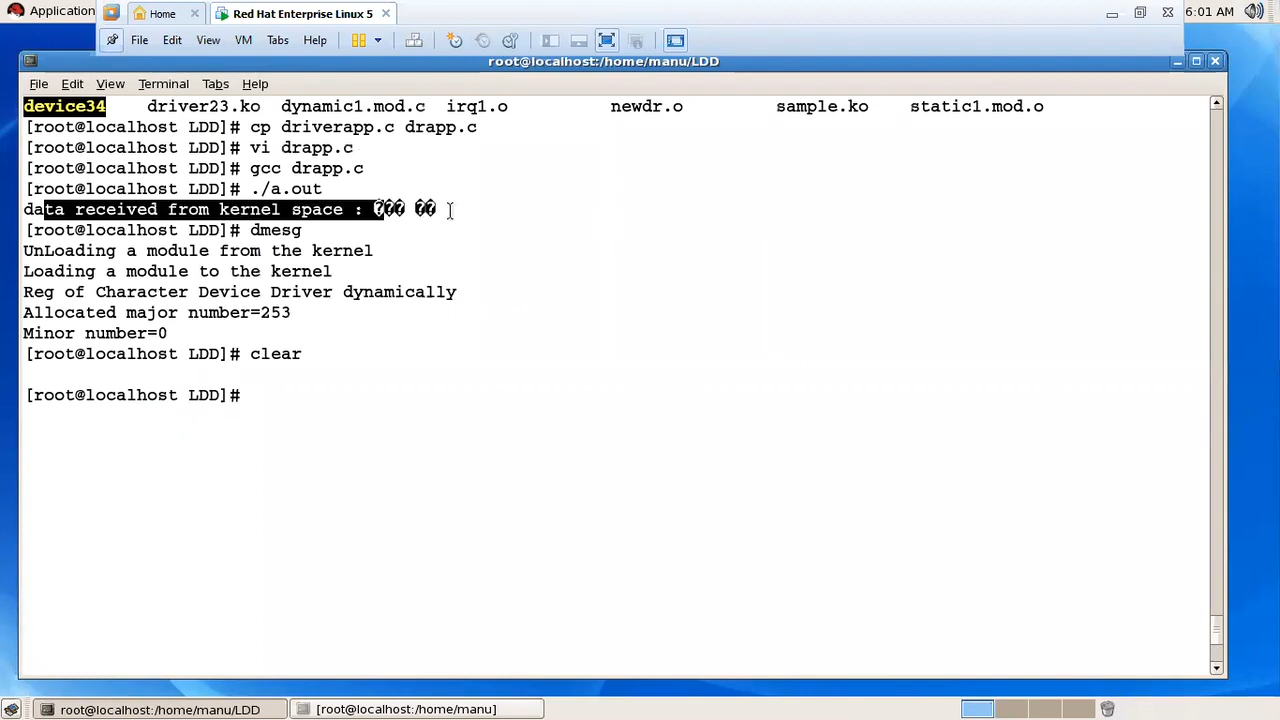 Application
Home
Red Hat Enterprise Linux 5
6:01 AM
File Edit View VM Tabs Help
root@localhost:/home/manu/LDD
File Edit View Terminal Tabs Help
device34 driver23.ko dynamic1.mod.c irq1.o newdr.o sample.ko static1.mod.o
[root@localhost LDD]# cp driverapp.c drapp.c
[root@localhost LDD]# vi drapp.c
[root@localhost LDD]# gcc drapp.c
[root@localhost LDD]# ./a.out
data received from kernel space : ��� ��
[root@localhost LDD]# dmesg
UnLoading a module from the kernel
Loading a module to the kernel
Reg of Character Device Driver dynamically
Allocated major number=253
Minor number=0
[root@localhost LDD]# clear
[root@localhost LDD]#
root@localhost:/home/manu/LDD
[root@localhost:/home/manu]